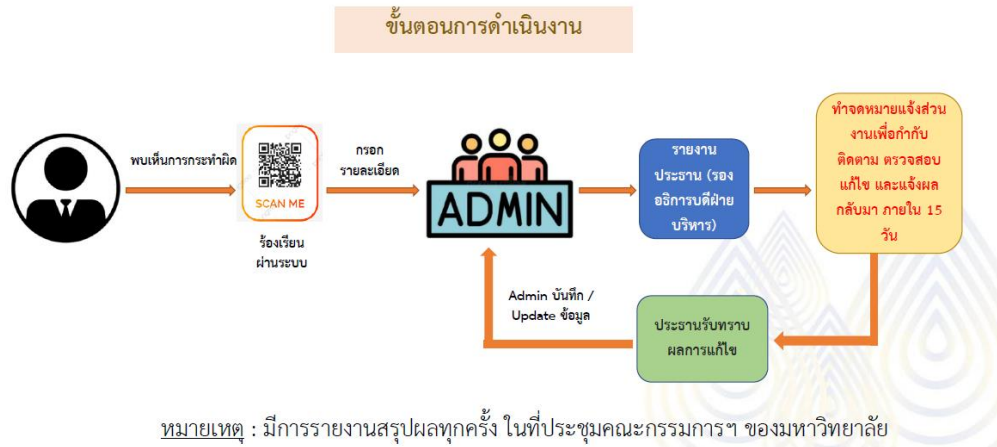 ขั้นตอนการดำเนินงาน
พบเห็นการกระทำผิด
SCAN ME
ร้องเรียน
ผ่านระบบ
กรอก
รายละเอียด
ADMIN
รายงาน
ประธาน (รอง
อธิการบดีฝ่าย
บริหาร)
ทำจดหมายแจ้งส่วน
งานเพื่อกำกับ
ติดตาม ตรวจสอบ
แก้ไข และแจ้งผล
กลับมา ภายใน 15
วัน
Admin บันทึก /
Update ข้อมูล
ประธานรับทราบ
ผลการแก้ไข
หมายเหตุ : มีการรายงานสรุปผลทุกครั้ง ในที่ประชุมคณะกรรมการฯ ของมหาวิทยาลัย